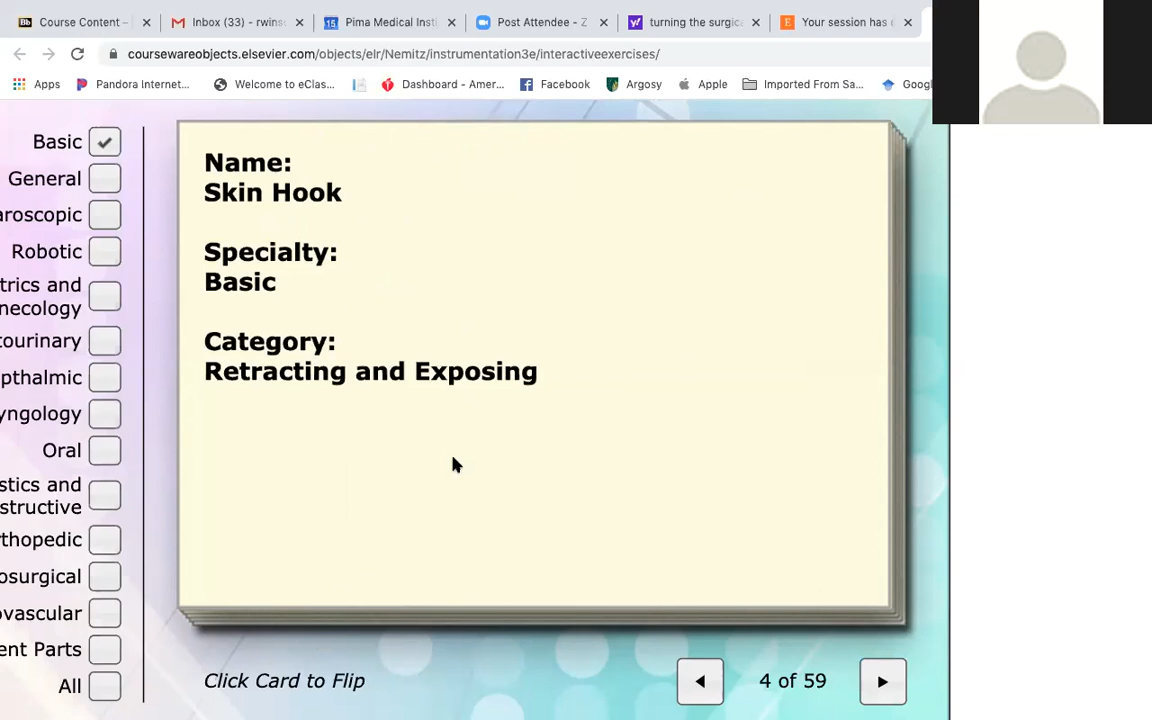 Course Content -
Inbox (33) - rwins
Pima Medical Inst
Post Attendee - Z
turning the surgic
Your session has
coursewareobjects.elsevier.com/objects/elr/Nemitz/instrumentation3e/interactiveexercises/
Apps
Pandora Internet...
Welcome to eClas...
Dashboard - Amer...
Facebook
Argosy
Apple
Imported From Sa...
Googl
Basic
General
aroscopic
Robotic
trics and
necology
tourinary
pthalmic
yngology
Oral
stics and
structive
rthopedic
osurgical
ovascular
ent Parts
All
Name:
Skin Hook
Specialty:
Basic
Category:
Retracting and Exposing
Click Card to Flip
4 of 59